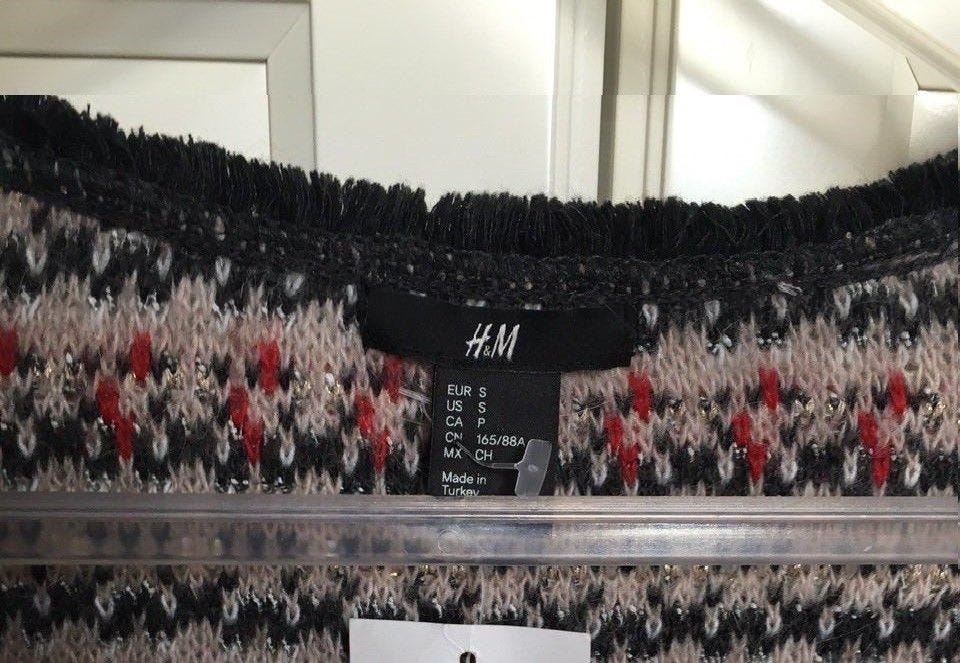 H&M
EUR S
US S
CA P
CN 165/88A
MX CH
Made in
Turkey